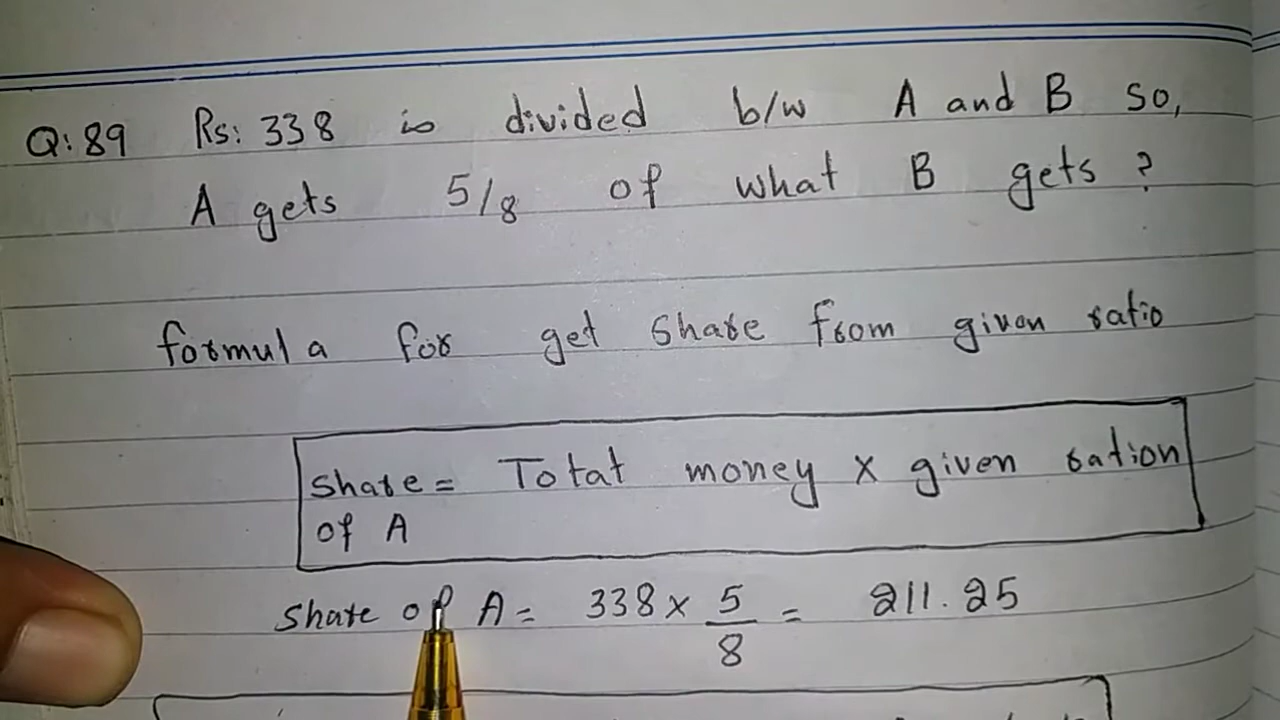 Q:89 Rs: 338 is divided b/w A and B so,
A gets 5/8 of what B gets ?
formula for get share from given ratio
Share = Total money x given ration
of A
Share of A = 338 x 5/8 = 211.25